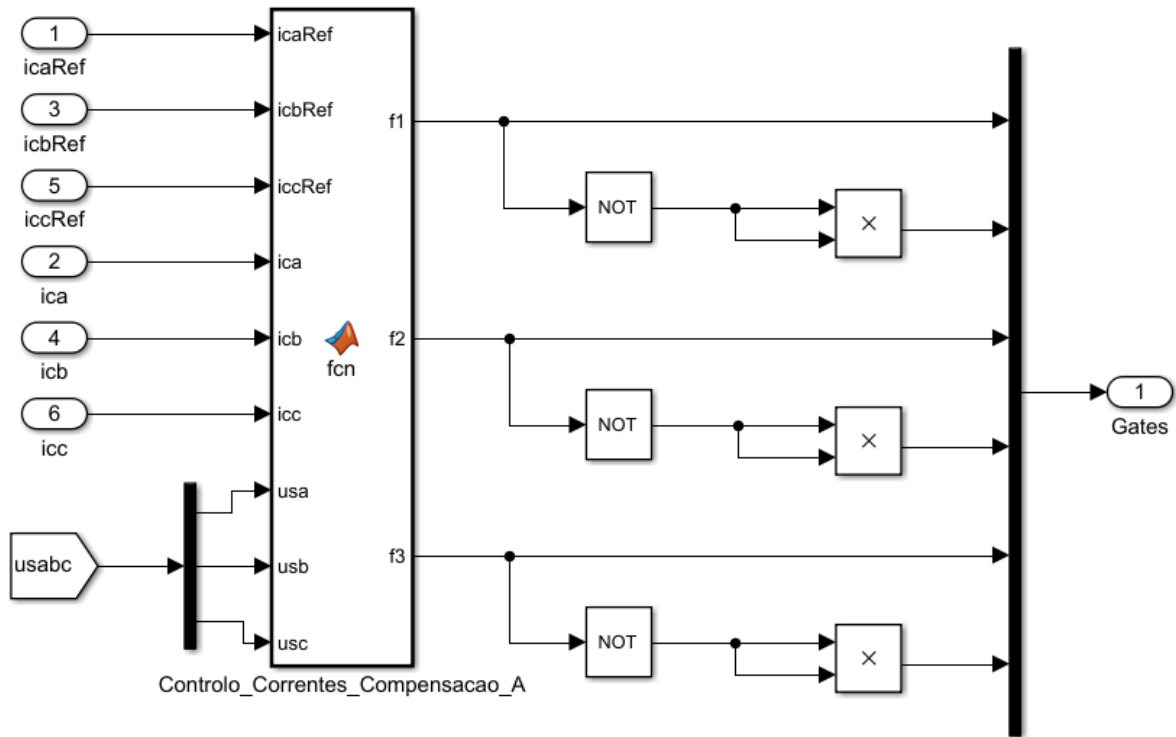 1
icaRef
3
icbRef
5
iccRef
2
ica
4
icb
6
icc
usabc
icaRef
icbRef
iccRef
ica
icb
icc
usa
usb
usc
fcn
f1
f2
f3
Controlo_Correntes_Compensacao_A
NOT
×
NOT
×
NOT
×
1
Gates